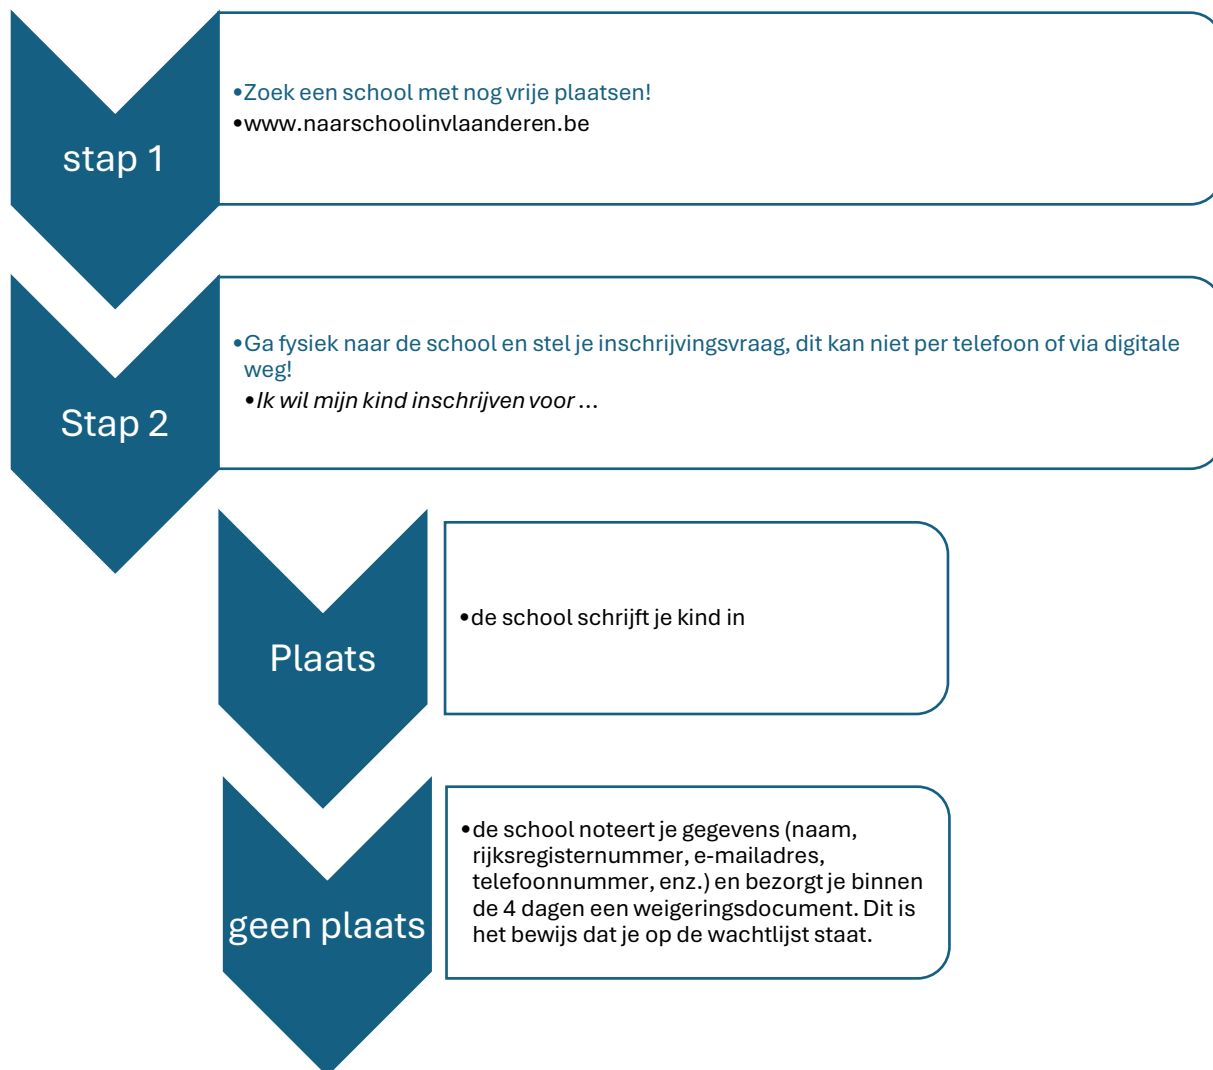 stap 1
•Zoek een school met nog vrije plaatsen!
•www.naarschoolinvlaanderen.be
Stap 2
•Ga fysiek naar de school en stel je inschrijvingsvraag, dit kan niet per telefoon of via digitale
weg!
•Ik wil mijn kind inschrijven voor ...
Plaats
•de school schrijft je kind in
geen plaats
•de school noteert je gegevens (naam,
rijksregisternummer, e-mailadres,
telefoonnummer, enz.) en bezorgt je binnen
de 4 dagen een weigeringsdocument. Dit is
het bewijs dat je op de wachtlijst staat.